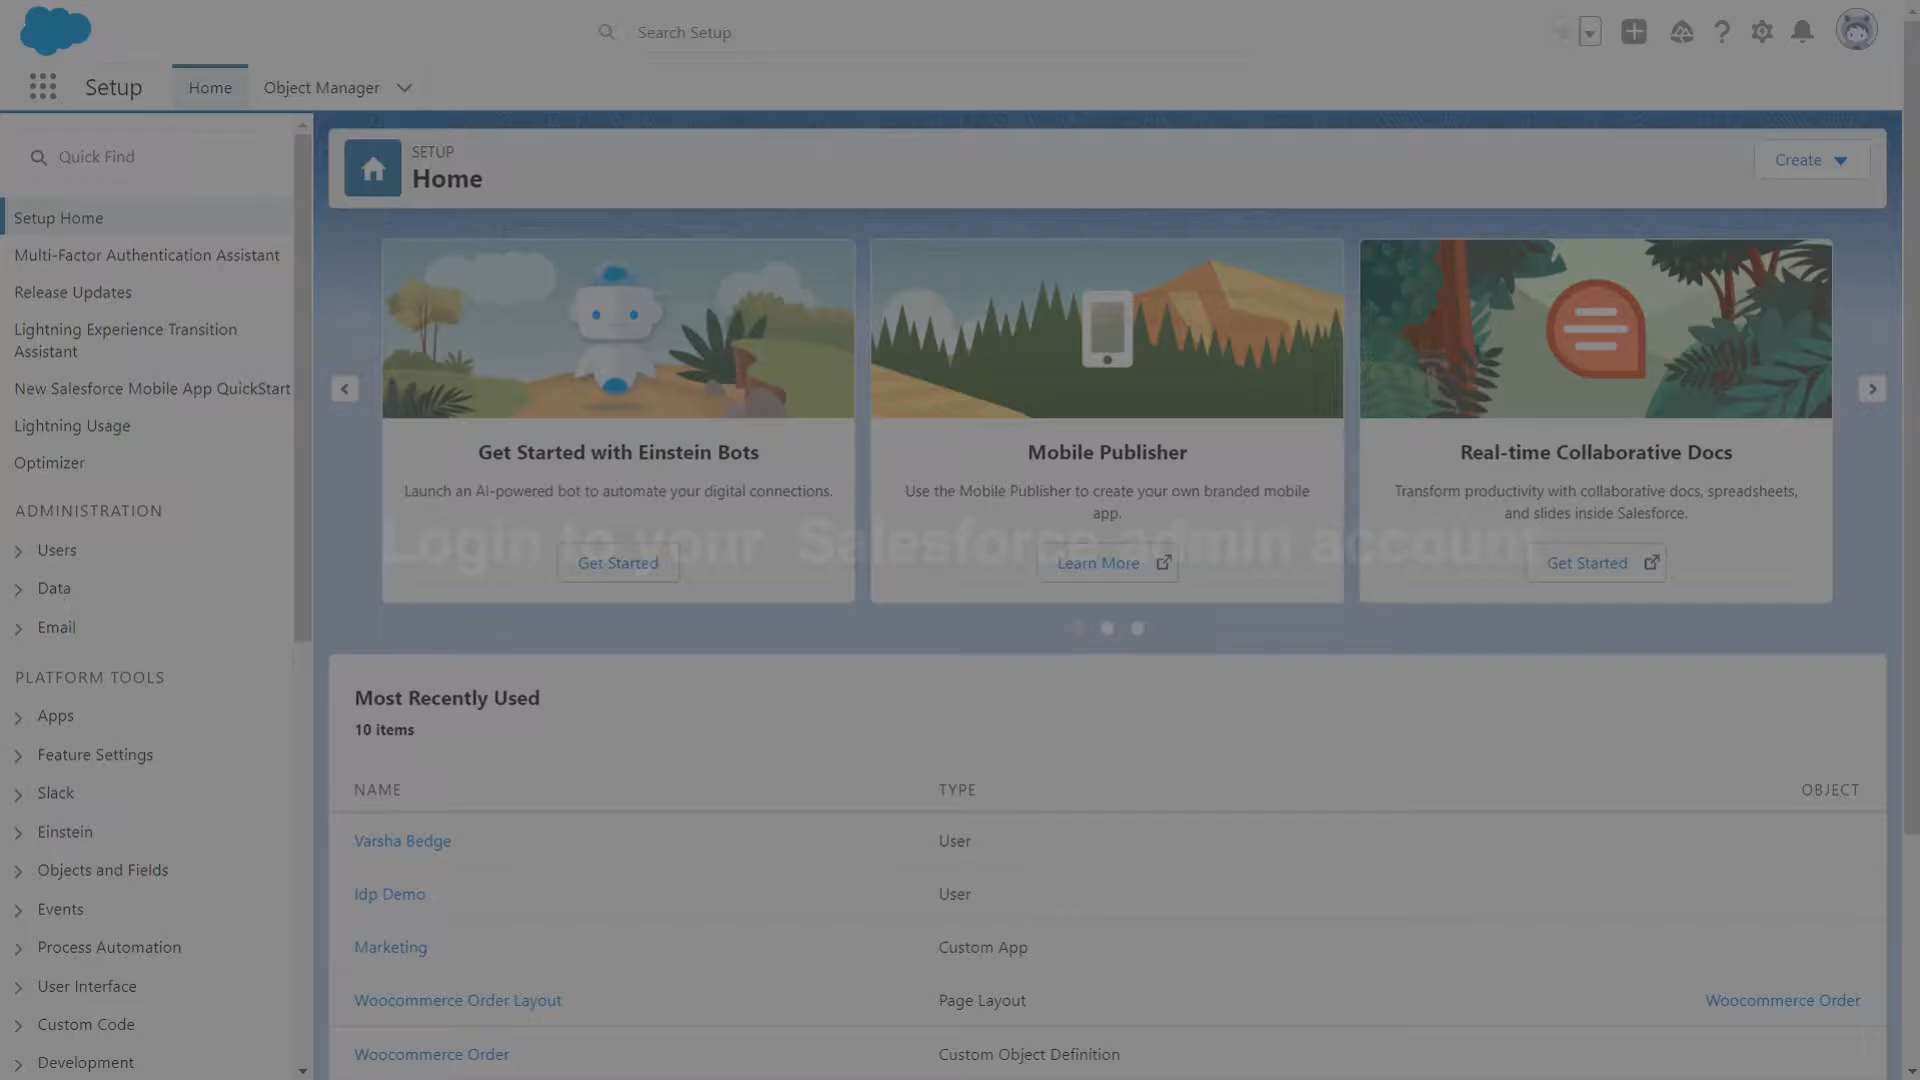 Search Setup
Setup
Home
Object Manager
Quick Find
Setup Home
Multi-Factor Authentication Assistant
Release Updates
Lightning Experience Transition
Assistant
New Salesforce Mobile App QuickStart
Lightning Usage
Optimizer
ADMINISTRATION
Users
Data
Email
PLATFORM TOOLS
Apps
Feature Settings
Slack
Einstein
Objects and Fields
Events
Process Automation
User Interface
Custom Code
Development
SETUP
Home
Create
Get Started with Einstein Bots
Launch an AI-powered bot to automate your digital connections.
Get Started
Mobile Publisher
Use the Mobile Publisher to create your own branded mobile
app.
Learn More
Real-time Collaborative Docs
Transform productivity with collaborative docs, spreadsheets,
and slides inside Salesforce.
Get Started
Login to your Salesforce admin account
Most Recently Used
10 items
NAME TYPE OBJECT
Varsha Bedge User
Idp Demo User
Marketing Custom App
Woocommerce Order Layout Page Layout Woocommerce Order
Woocommerce Order Custom Object Definition